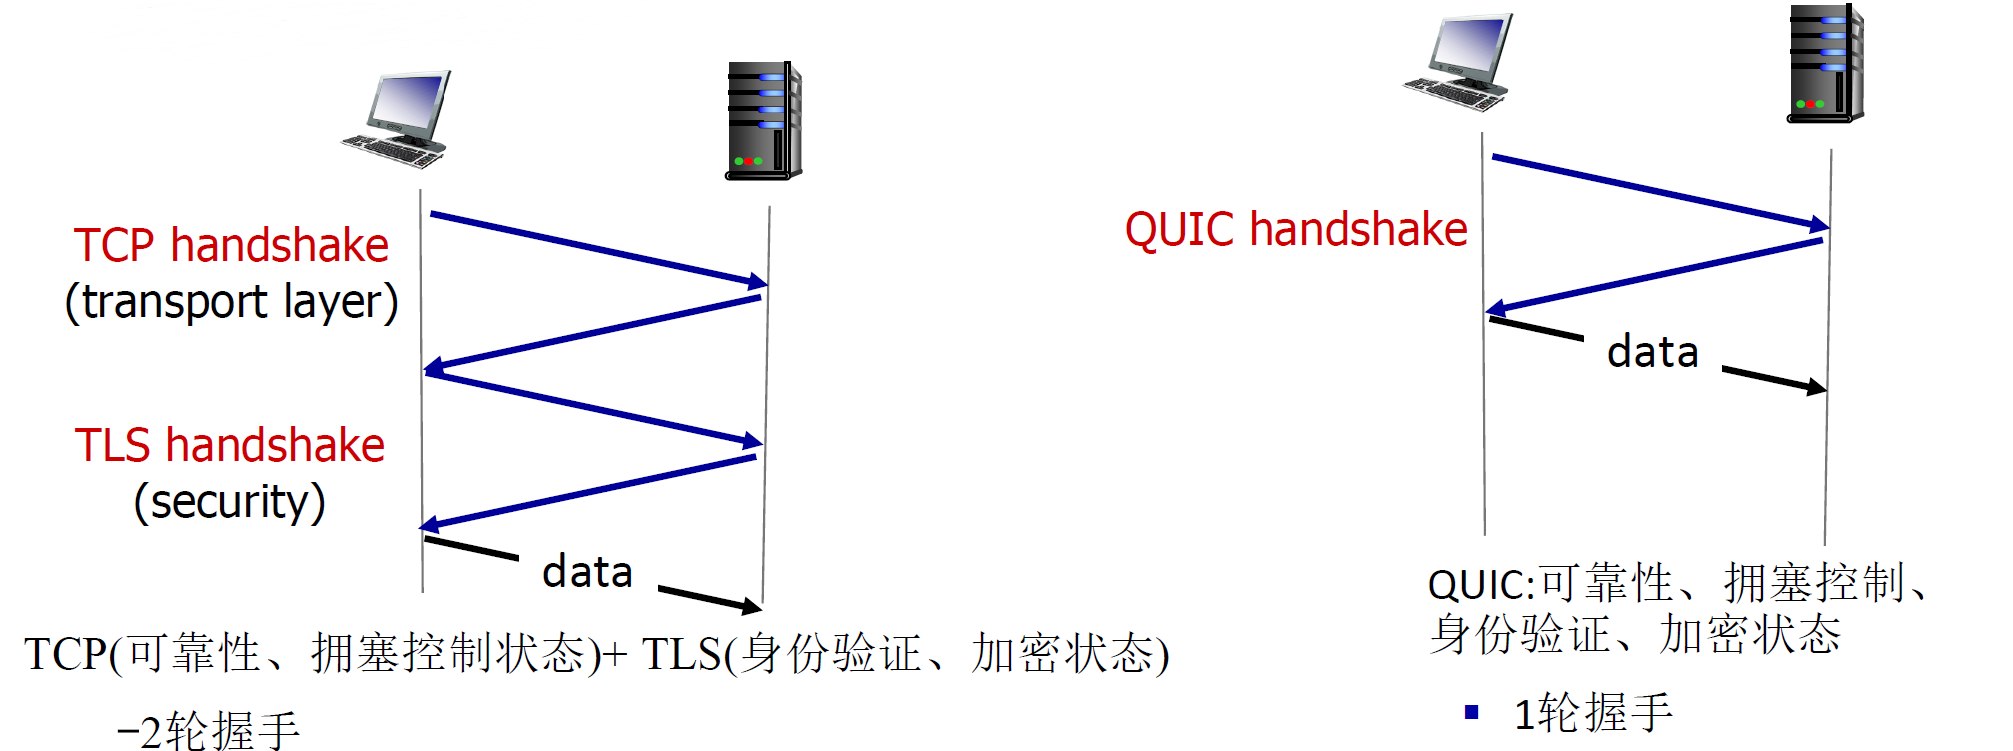 TCP handshake
(transport layer)
TLS handshake
(security)
data
TCP(可靠性、拥塞控制状态)+ TLS(身份验证、加密状态)
–2轮握手
QUIC handshake
data
QUIC:可靠性、拥塞控制、
身份验证、加密状态
▪ 1轮握手